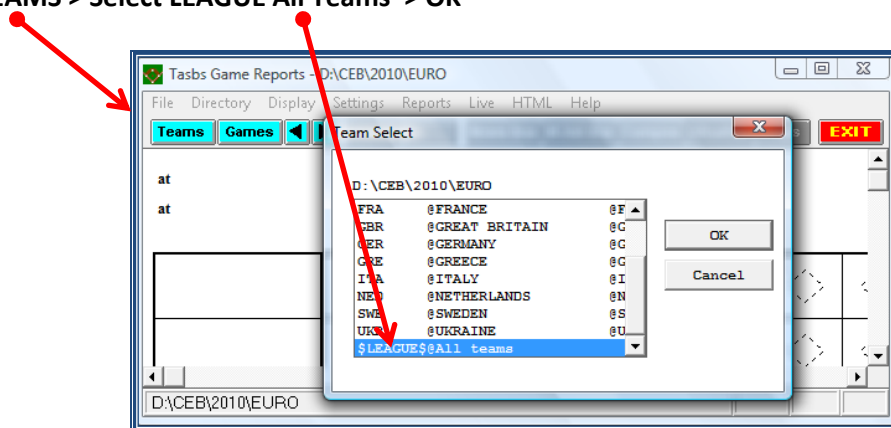 EAMS > Select LEAGUE All Teams > OK
Tasbs Game Reports - D:\CEB\2010\EURO
File Directory Display Settings Reports Live HTML Help
Teams Games EXIT
Team Select
at
at
D:\CEB\2010\EURO
FRA @FRANCE @F
GBR @GREAT BRITAIN @G
GER @GERMANY @G
GRE @GREECE @G
ITA @ITALY @I
NED @NETHERLANDS @N
SWE @SWEDEN @S
UKR @UKRAINE @U
$LEAGUE$@All teams
OK
Cancel
D:\CEB\2010\EURO